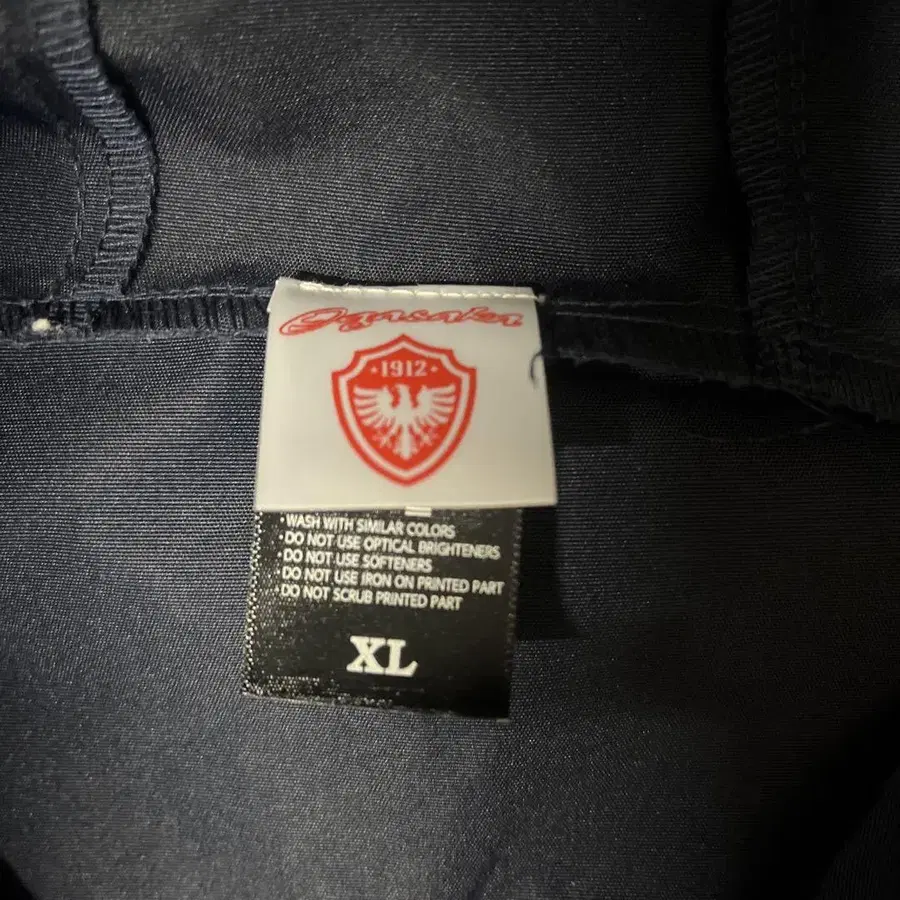 Ogasaka
1912
•WASH WITH SIMILAR COLORS
•DO NOT USE OPTICAL BRIGHTENERS
•DO NOT USE SOFTENERS
•DO NOT USE IRON ON PRINTED PART
•DO NOT SCRUB PRINTED PART
XL